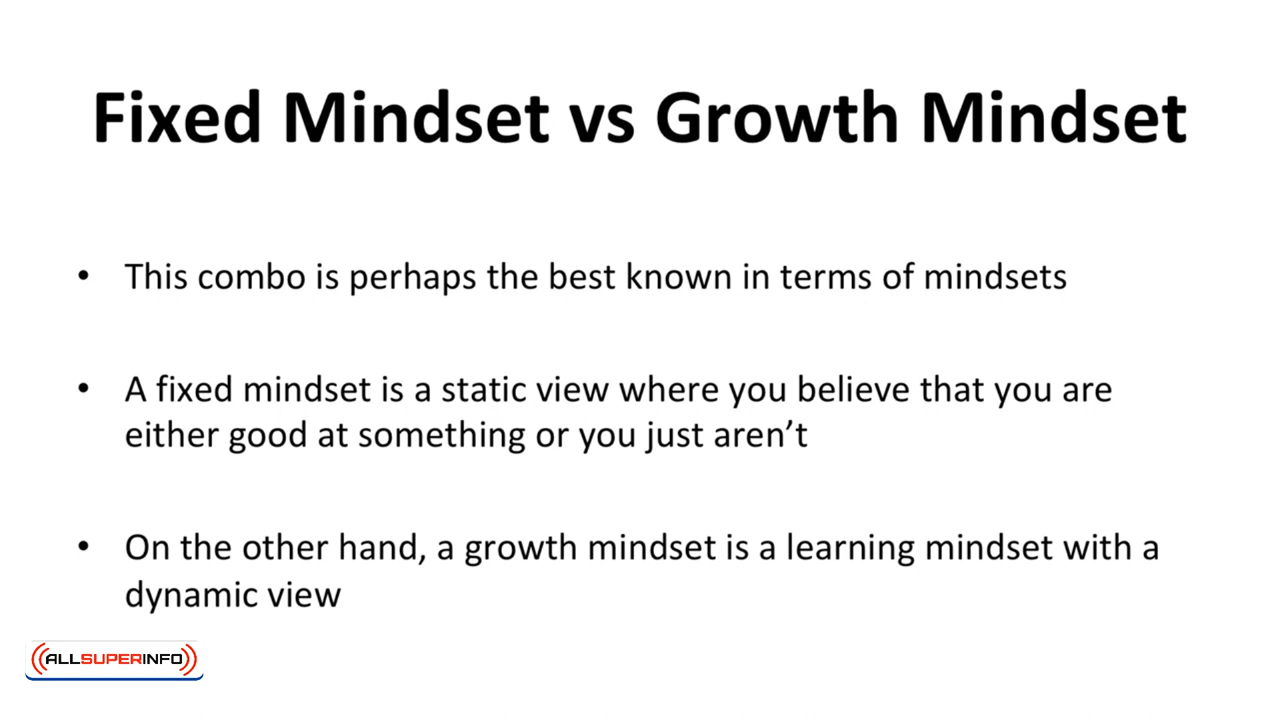 Fixed Mindset vs Growth Mindset
• This combo is perhaps the best known in terms of mindsets
• A fixed mindset is a static view where you believe that you are
either good at something or you just aren’t
• On the other hand, a growth mindset is a learning mindset with a
dynamic view
ALLSUPERINFO